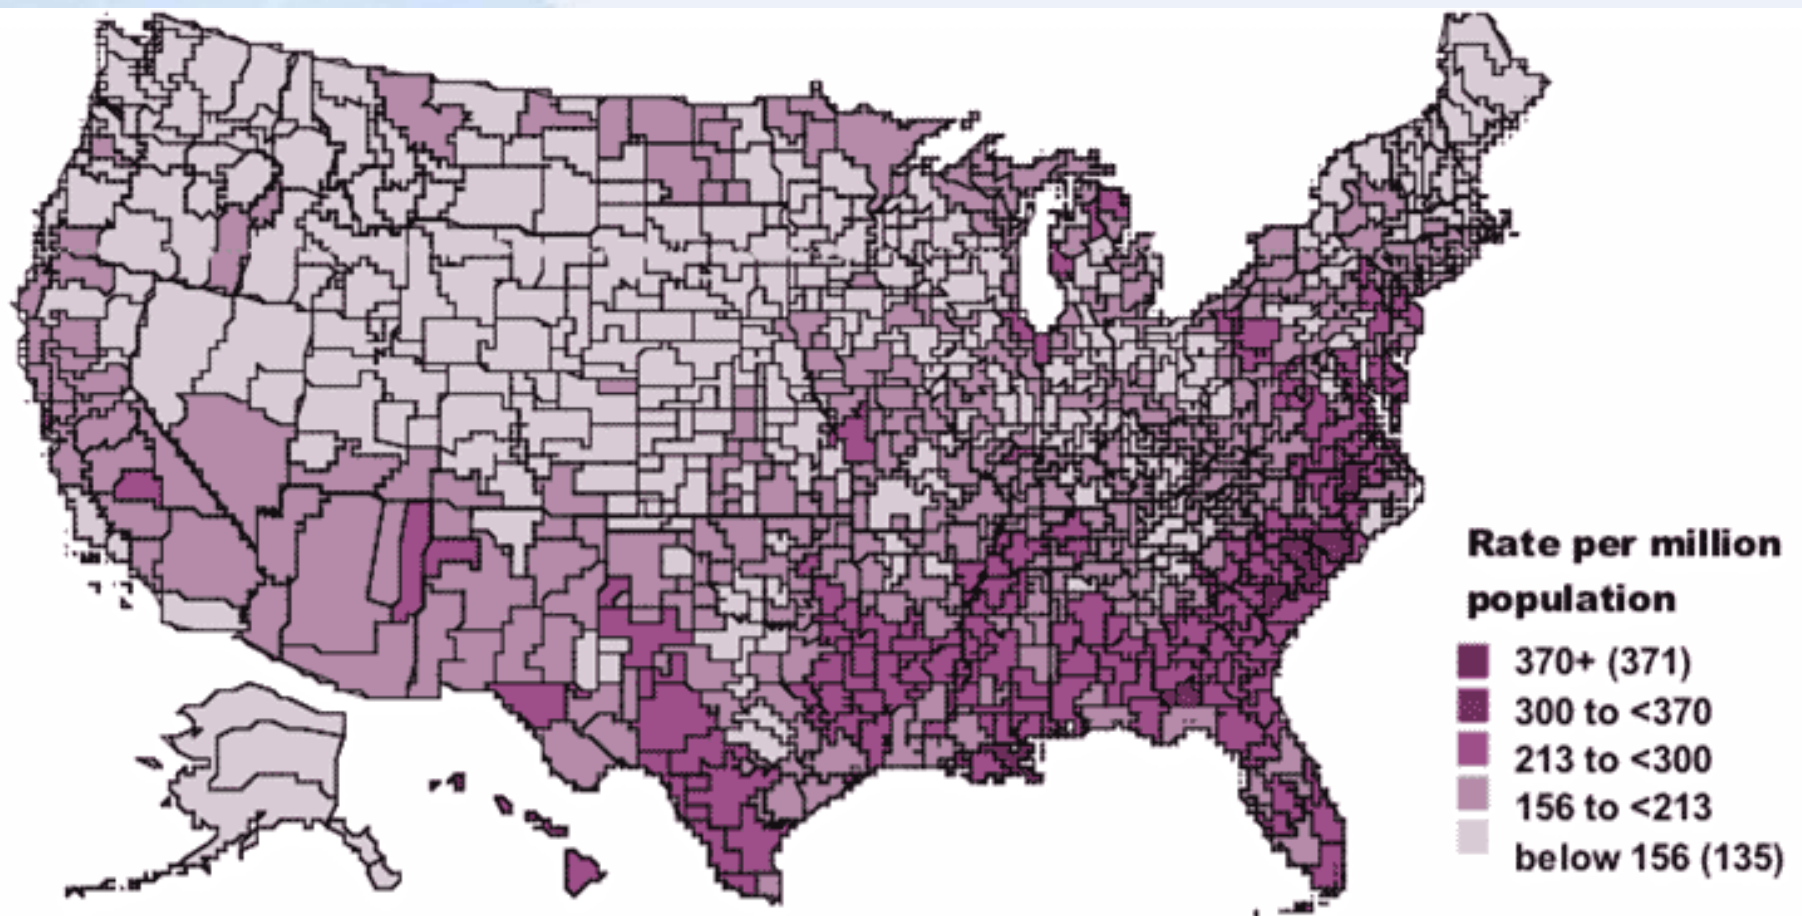 Rate per million
population
370+ (371)
300 to <370
213 to <300
156 to <213
below 156 (135)